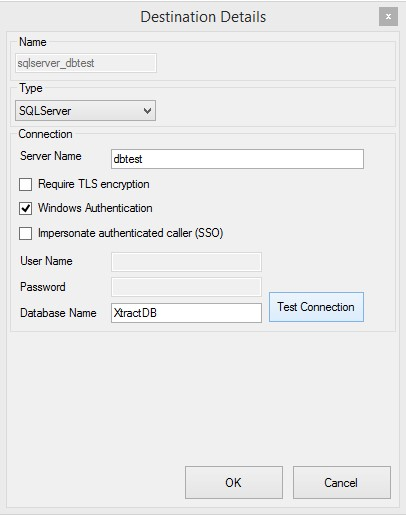 Destination Details
x
Name
sqlserver_dbtest
Type
SQLServer
Connection
Server Name
dbtest
Require TLS encryption
Windows Authentication
Impersonate authenticated caller (SSO)
User Name
Password
Database Name
XtractDB
Test Connection
OK
Cancel